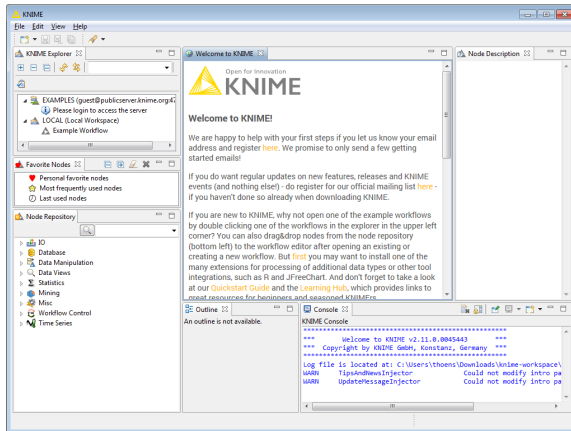 KNIME
File Edit View Help
KNIME Explorer
EXAMPLES (guest@publicserver.knime.org:47
Please login to access the server
LOCAL (Local Workspace)
Example Workflow
Favorite Nodes
Personal favorite nodes
Most frequently used nodes
Last used nodes
Node Repository
IO
Database
Data Manipulation
Data Views
Statistics
Mining
Misc
Workflow Control
Time Series
Welcome to KNIME
Open for Innovation
KNIME
Welcome to KNIME!
We are happy to help with your first steps if you let us know your email
address and register here. We promise to only send a few getting
started emails!
If you do want regular updates on new features, releases and KNIME
events (and nothing else!) - do register for our official mailing list here -
if you haven't done so already when downloading KNIME.
If you are new to KNIME, why not open one of the example workflows
by double clicking one of the workflows in the explorer in the upper left
corner? You can also drag&drop nodes from the node repository
(bottom left) to the workflow editor after opening an existing or
creating a new workflow. But first you may want to install one of the
many extensions for processing of additional data types or other tool
integrations, such as R and JFreeChart. And don't forget to take a look
at our Quickstart Guide and the Learning Hub, which provides links to
great resources for beginners and seasoned KNIMErs.
Node Description
Outline
An outline is not available.
Console
KNIME Console
*** Welcome to KNIME v2.11.0.0045443 ***
*** Copyright by KNIME GmbH, Konstanz, Germany ***
Log file is located at: C:\Users\thoens\Downloads\knime-workspace\
WARN TipsAndNewsInjector Could not modify intro pa
WARN UpdateMessageInjector Could not modify intro pa